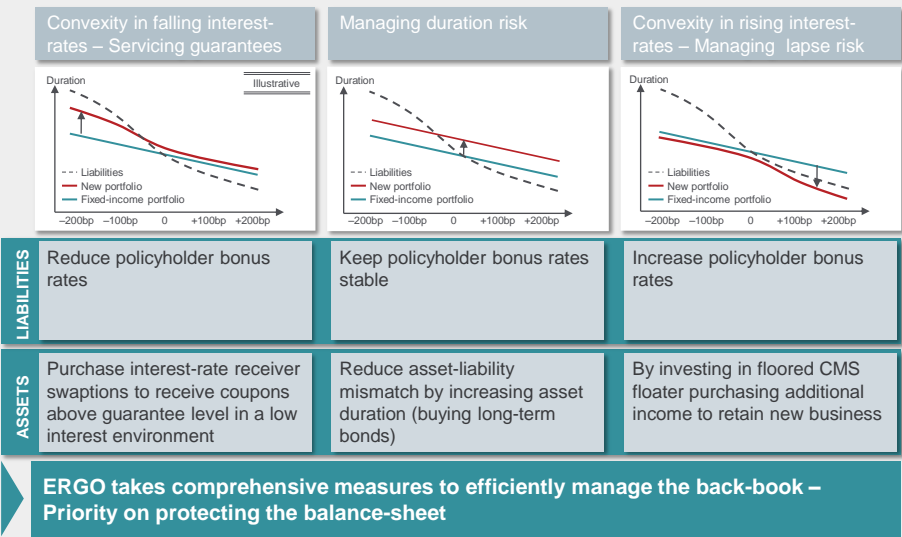 Convexity in falling interest-
rates – Servicing guarantees
Managing duration risk
Convexity in rising interest-
rates – Managing lapse risk
Duration
Illustrative
Liabilities
New portfolio
Fixed-income portfolio
–200bp –100bp 0 +100bp +200bp
Duration
Liabilities
New portfolio
Fixed-income portfolio
–200bp –100bp 0 +100bp +200bp
Duration
Liabilities
New portfolio
Fixed-income portfolio
–200bp –100bp 0 +100bp +200bp
LIABILITIES
Reduce policyholder bonus
rates
Keep policyholder bonus rates
stable
Increase policyholder bonus
rates
ASSETS
Purchase interest-rate receiver
swaptions to receive coupons
above guarantee level in a low
interest environment
Reduce asset-liability
mismatch by increasing asset
duration (buying long-term
bonds)
By investing in floored CMS
floater purchasing additional
income to retain new business
ERGO takes comprehensive measures to efficiently manage the back-book –
Priority on protecting the balance-sheet